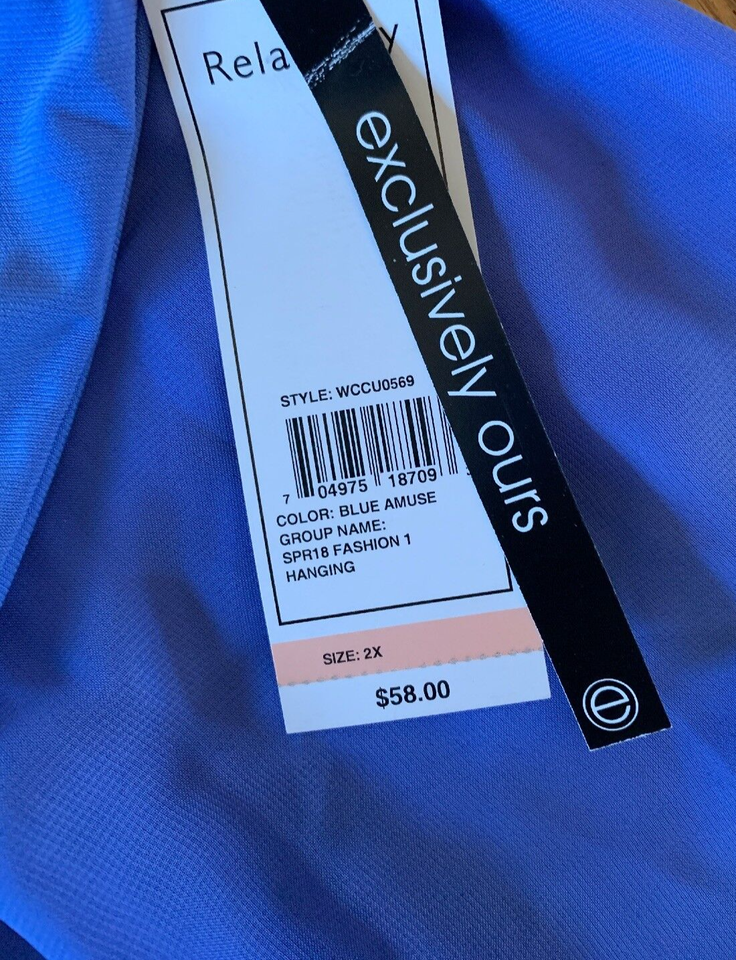 exclusively ours
STYLE: WCCU0569
7 04975 18709
COLOR: BLUE AMUSE
GROUP NAME:
SPR18 FASHION 1
HANGING
SIZE: 2X
$58.00
e